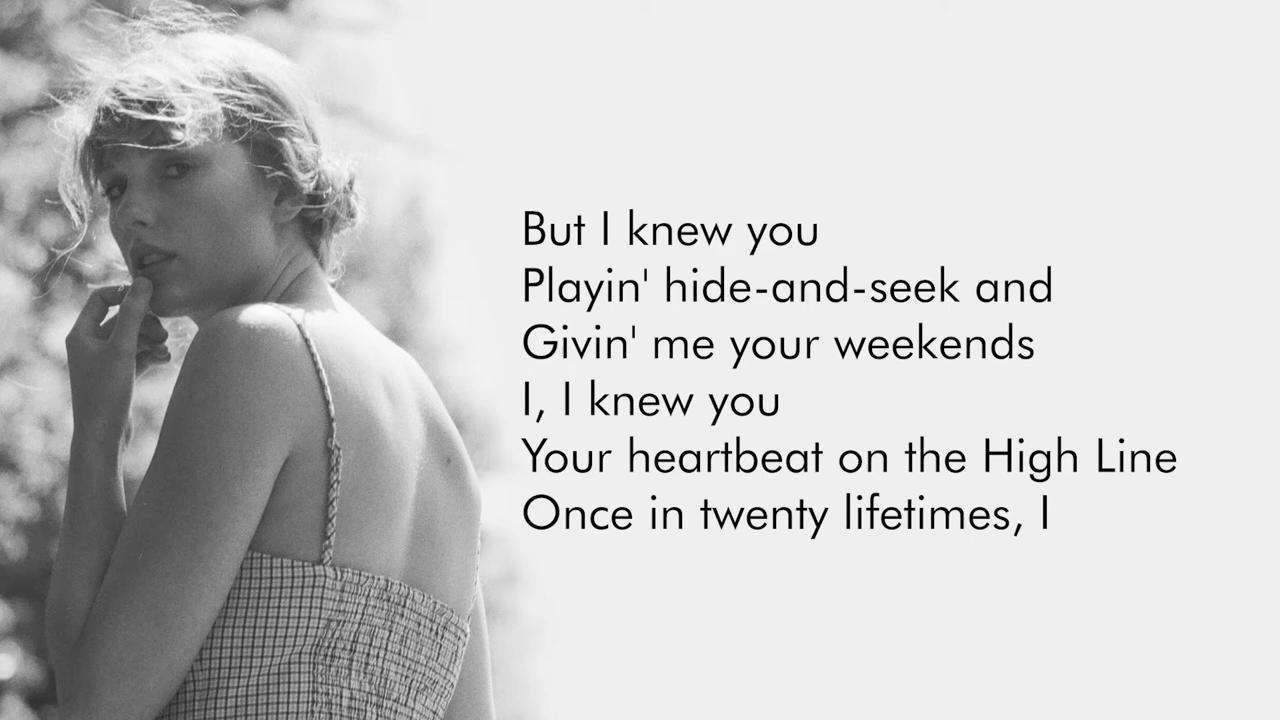 But I knew you
Playin' hide-and-seek and
Givin' me your weekends
I, I knew you
Your heartbeat on the High Line
Once in twenty lifetimes, I